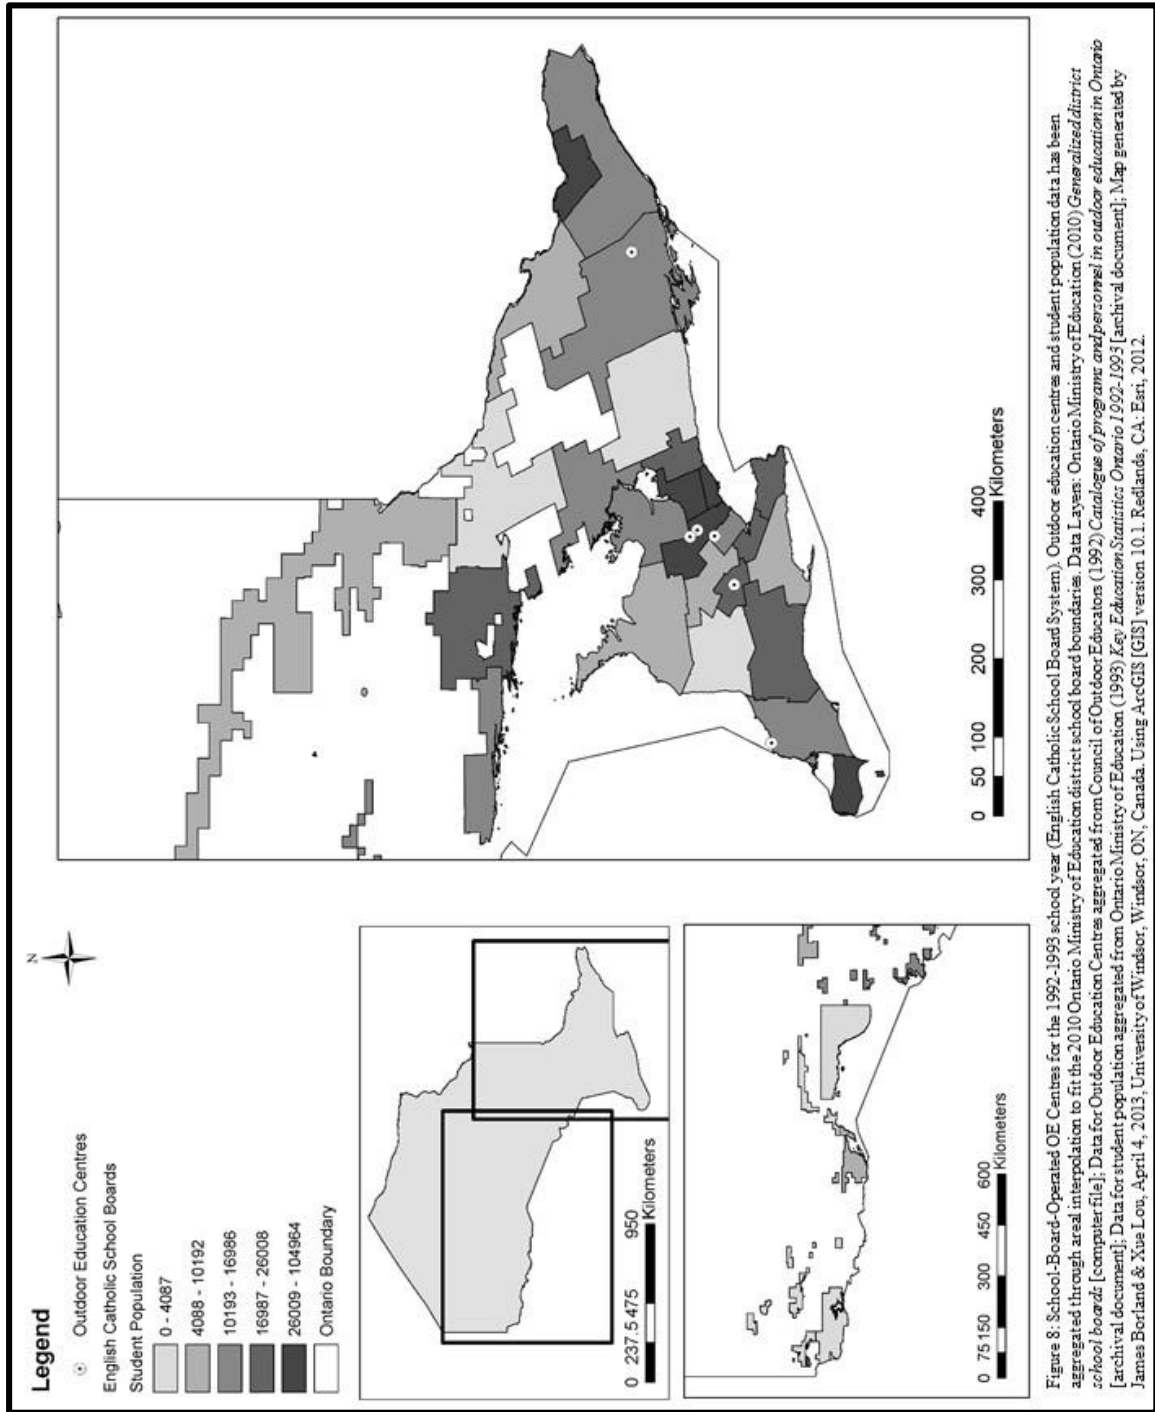 Legend
Outdoor Education Centres
English Catholic School Boards
Student Population
0 - 4087
4088 - 10192
10193 - 16986
16987 - 26008
26009 - 104964
Ontario Boundary
N
0 237.5 475 950
Kilometers
0 75 150 300 450 600
Kilometers
0 50 100 200 300 400
Kilometers
Figure 8: School-Board-Operated OE Centres for the 1992-1993 school year (English Catholic School Board System). Outdoor education centres and student population data has been
aggregated through areal interpolation to fit the 2010 Ontario Ministry of Education district school board boundaries. Data Layers: Ontario Ministry of Education (2010) Generalized district
school boards [computer file]; Data for Outdoor Education Centres aggregated from Council of Outdoor Educators (1992) Catalogue of programs and personnel in outdoor education in Ontario
[archival document]; Data for student population aggregated from Ontario Ministry of Education (1993) Key Education Statistics Ontario 1992-1993 [archival document]; Map generated by
James Borland & Xue Lou, April 4, 2013, University of Windsor, Windsor, ON, Canada. Using ArcGIS [GIS] version 10.1. Redlands, CA: Esri, 2012.